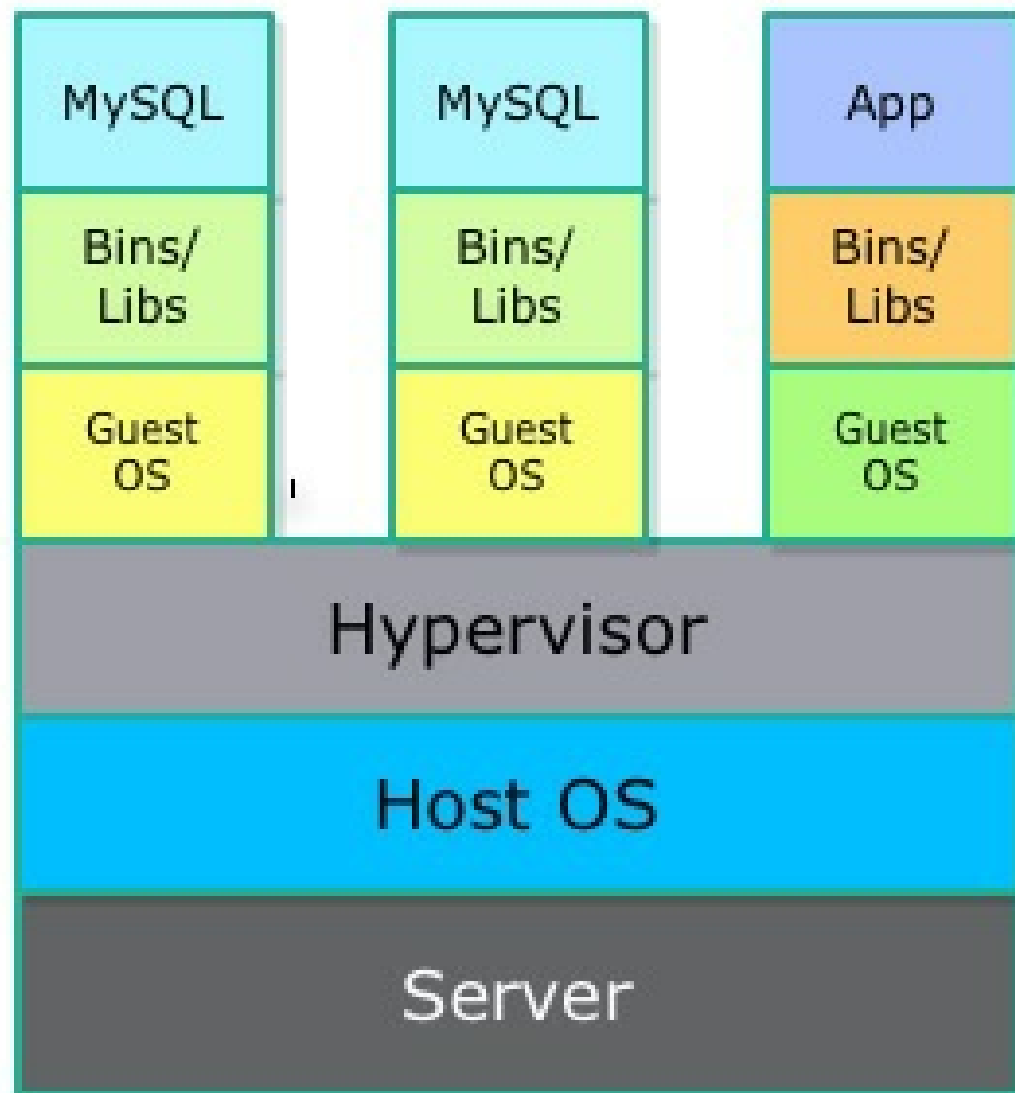 MySQL
MySQL
App
Bins/
Libs
Bins/
Libs
Bins/
Libs
Guest
OS
Guest
OS
Guest
OS
Hypervisor
Host OS
Server